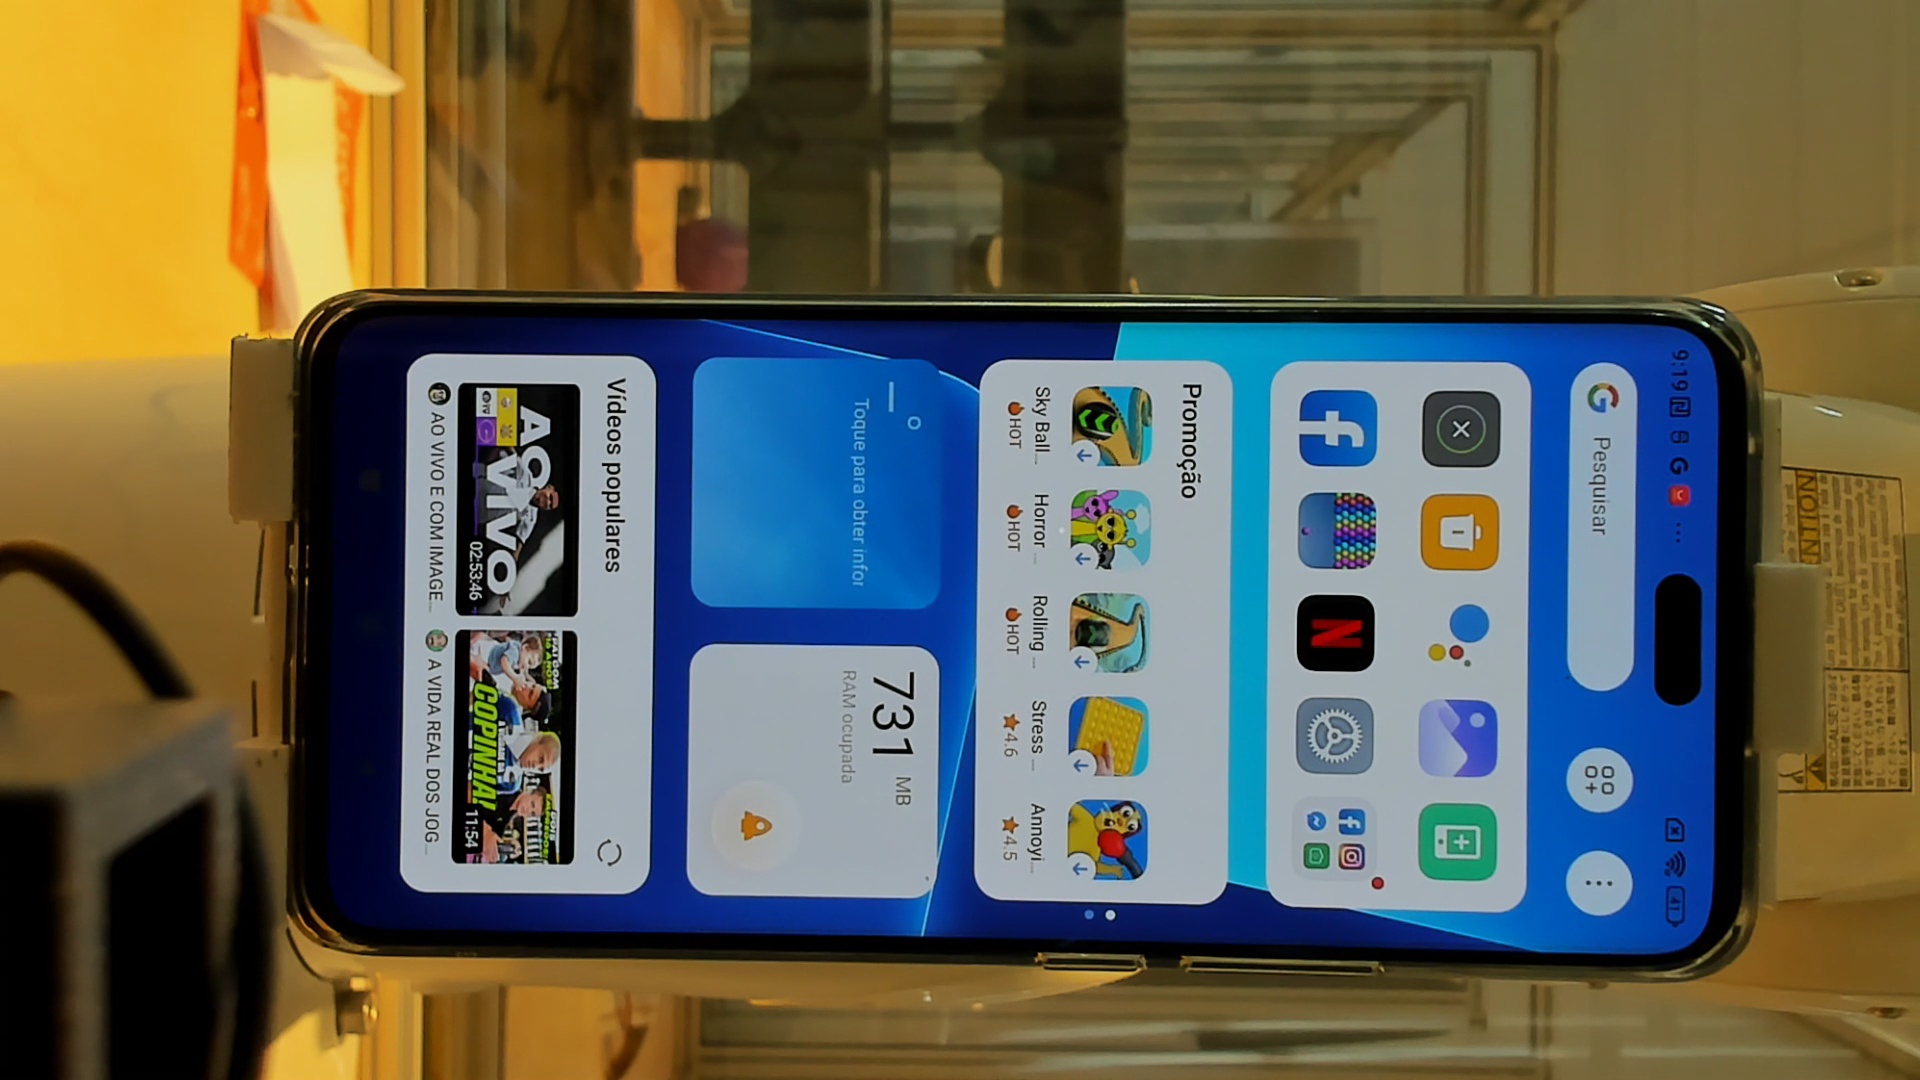 9:19
G
41
Pesquisar
Promoção
Sky Ball...
Horror ...
Rolling ...
Stress ...
Annoyi...
HOT
HOT
HOT
4.6
4.5
Toque para obter infor
731 MB
RAM ocupada
Vídeos populares
AO
VIVO
02:53:46
COPINHA!
11:54
AO VIVO E COM IMAGE...
A VIDA REAL DOS JOG...